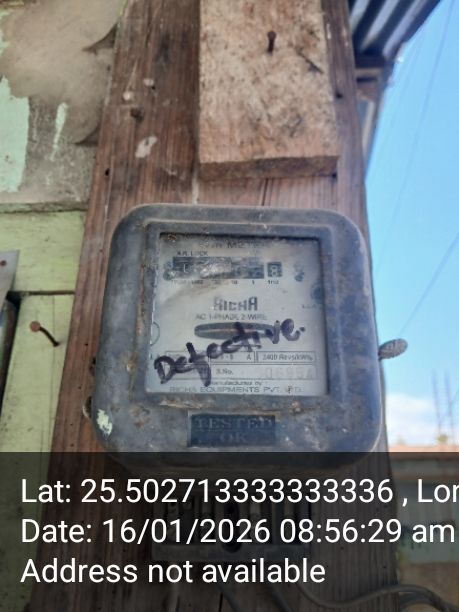 RICHA
AC 1-PHASE, 2-WIRE
Defective.
A 2400 Revs/kWh
S.No.
Manufactured by
RICHA EQUIPMENTS PVT. LTD.
TESTED
OK
Lat: 25.502713333333336 , Lon
Date: 16/01/2026 08:56:29 am
Address not available